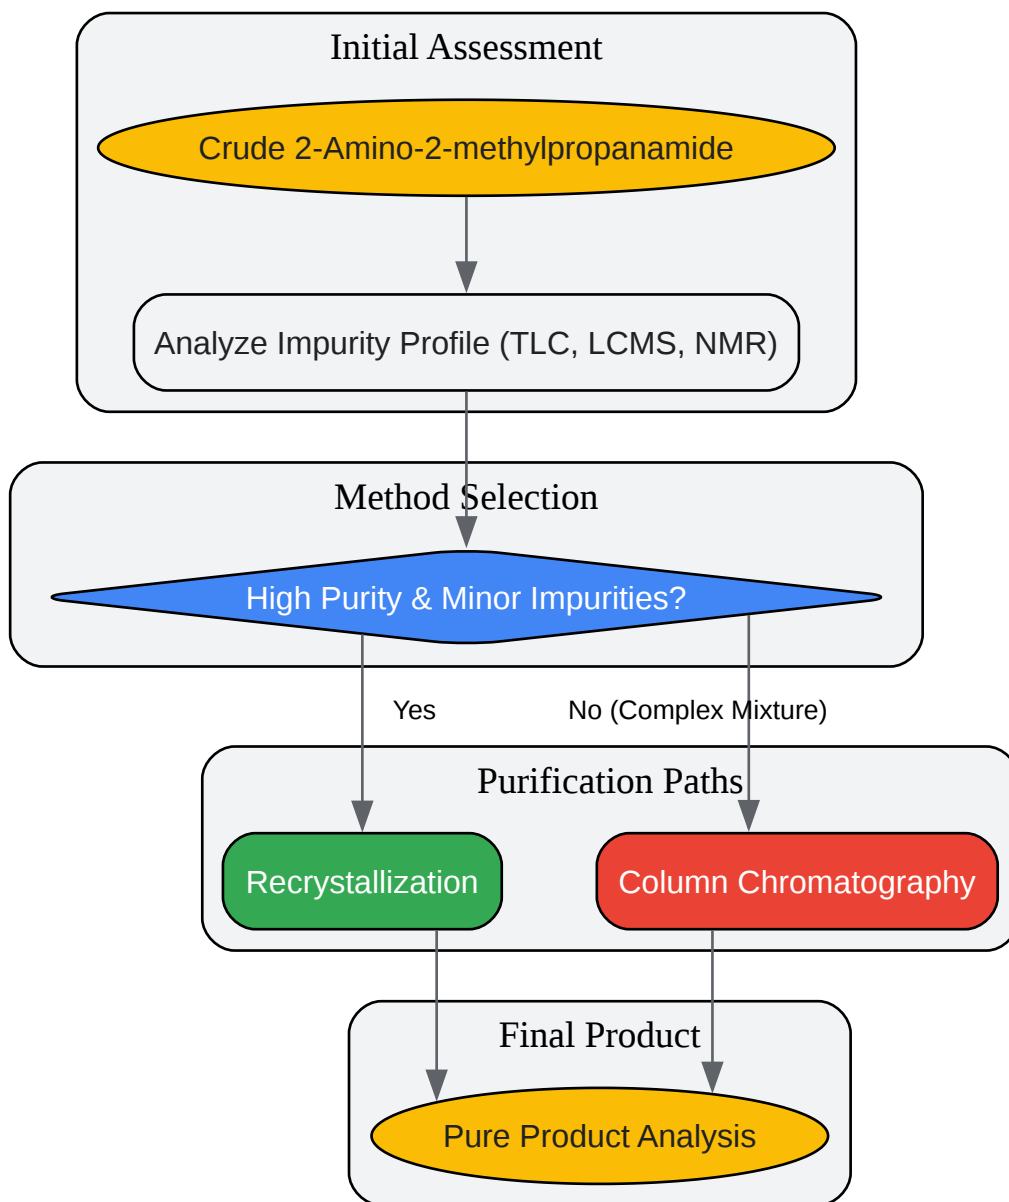 Initial Assessment
Crude 2-Amino-2-methylpropanamide
Analyze Impurity Profile (TLC, LCMS, NMR)
Method Selection
High Purity & Minor Impurities?
Yes
No (Complex Mixture)
Purification Paths
Recrystallization
Column Chromatography
Final Product
Pure Product Analysis